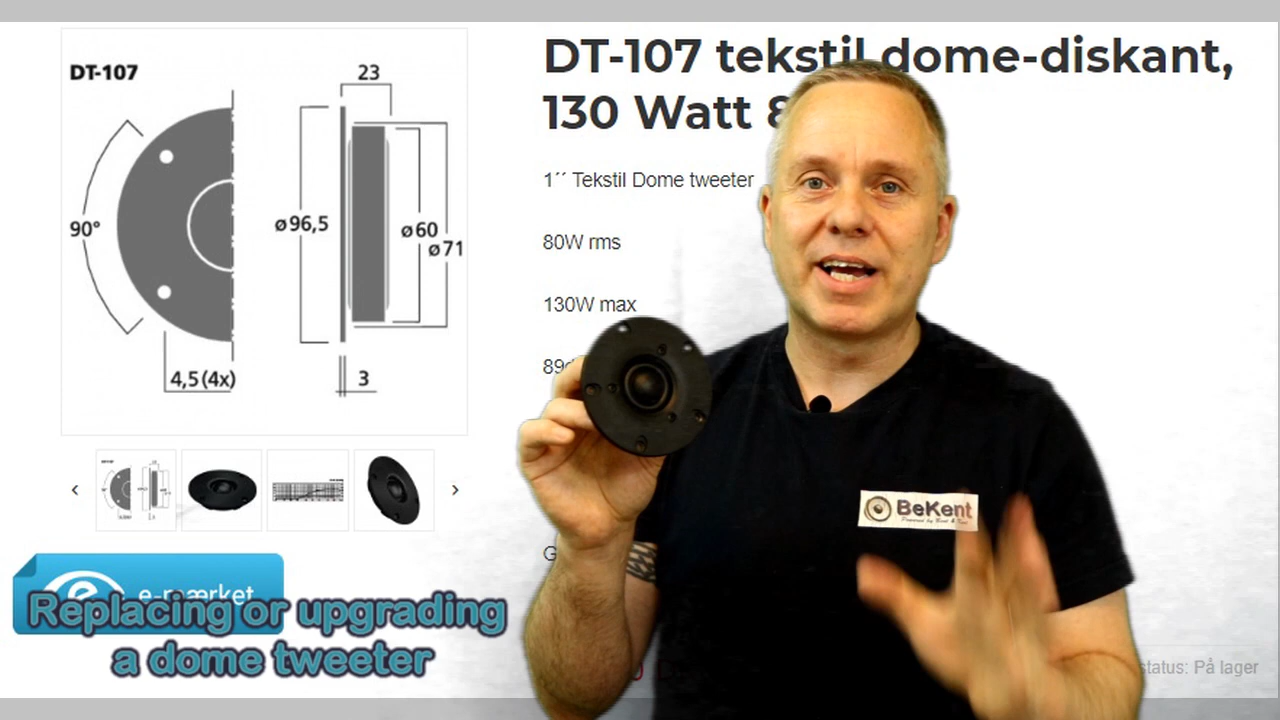 DT-107 tekstil dome-diskant,
130 Watt
1´´ Tekstil Dome tweeter
80W rms
130W max
DT-107
23
90°
ø96,5
ø60
ø71
4,5(4x)
3
e-mærket
Replacing or upgrading
a dome tweeter
BeKent
status: På lager